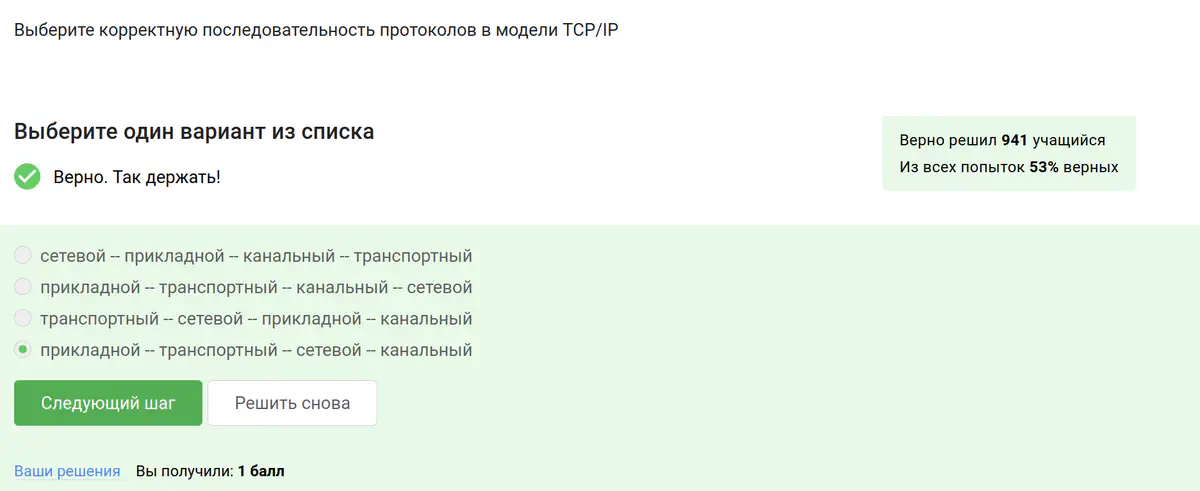 Выберите корректную последовательность протоколов в модели TCP/IP
Выберите один вариант из списка
Верно решил 941 учащийся
Из всех попыток 53% верных
Верно. Так держать!
сетевой -- прикладной -- канальный -- транспортный
прикладной -- транспортный -- канальный -- сетевой
транспортный -- сетевой -- прикладной -- канальный
прикладной -- транспортный -- сетевой -- канальный
Следующий шаг
Решить снова
Ваши решения Вы получили: 1 балл